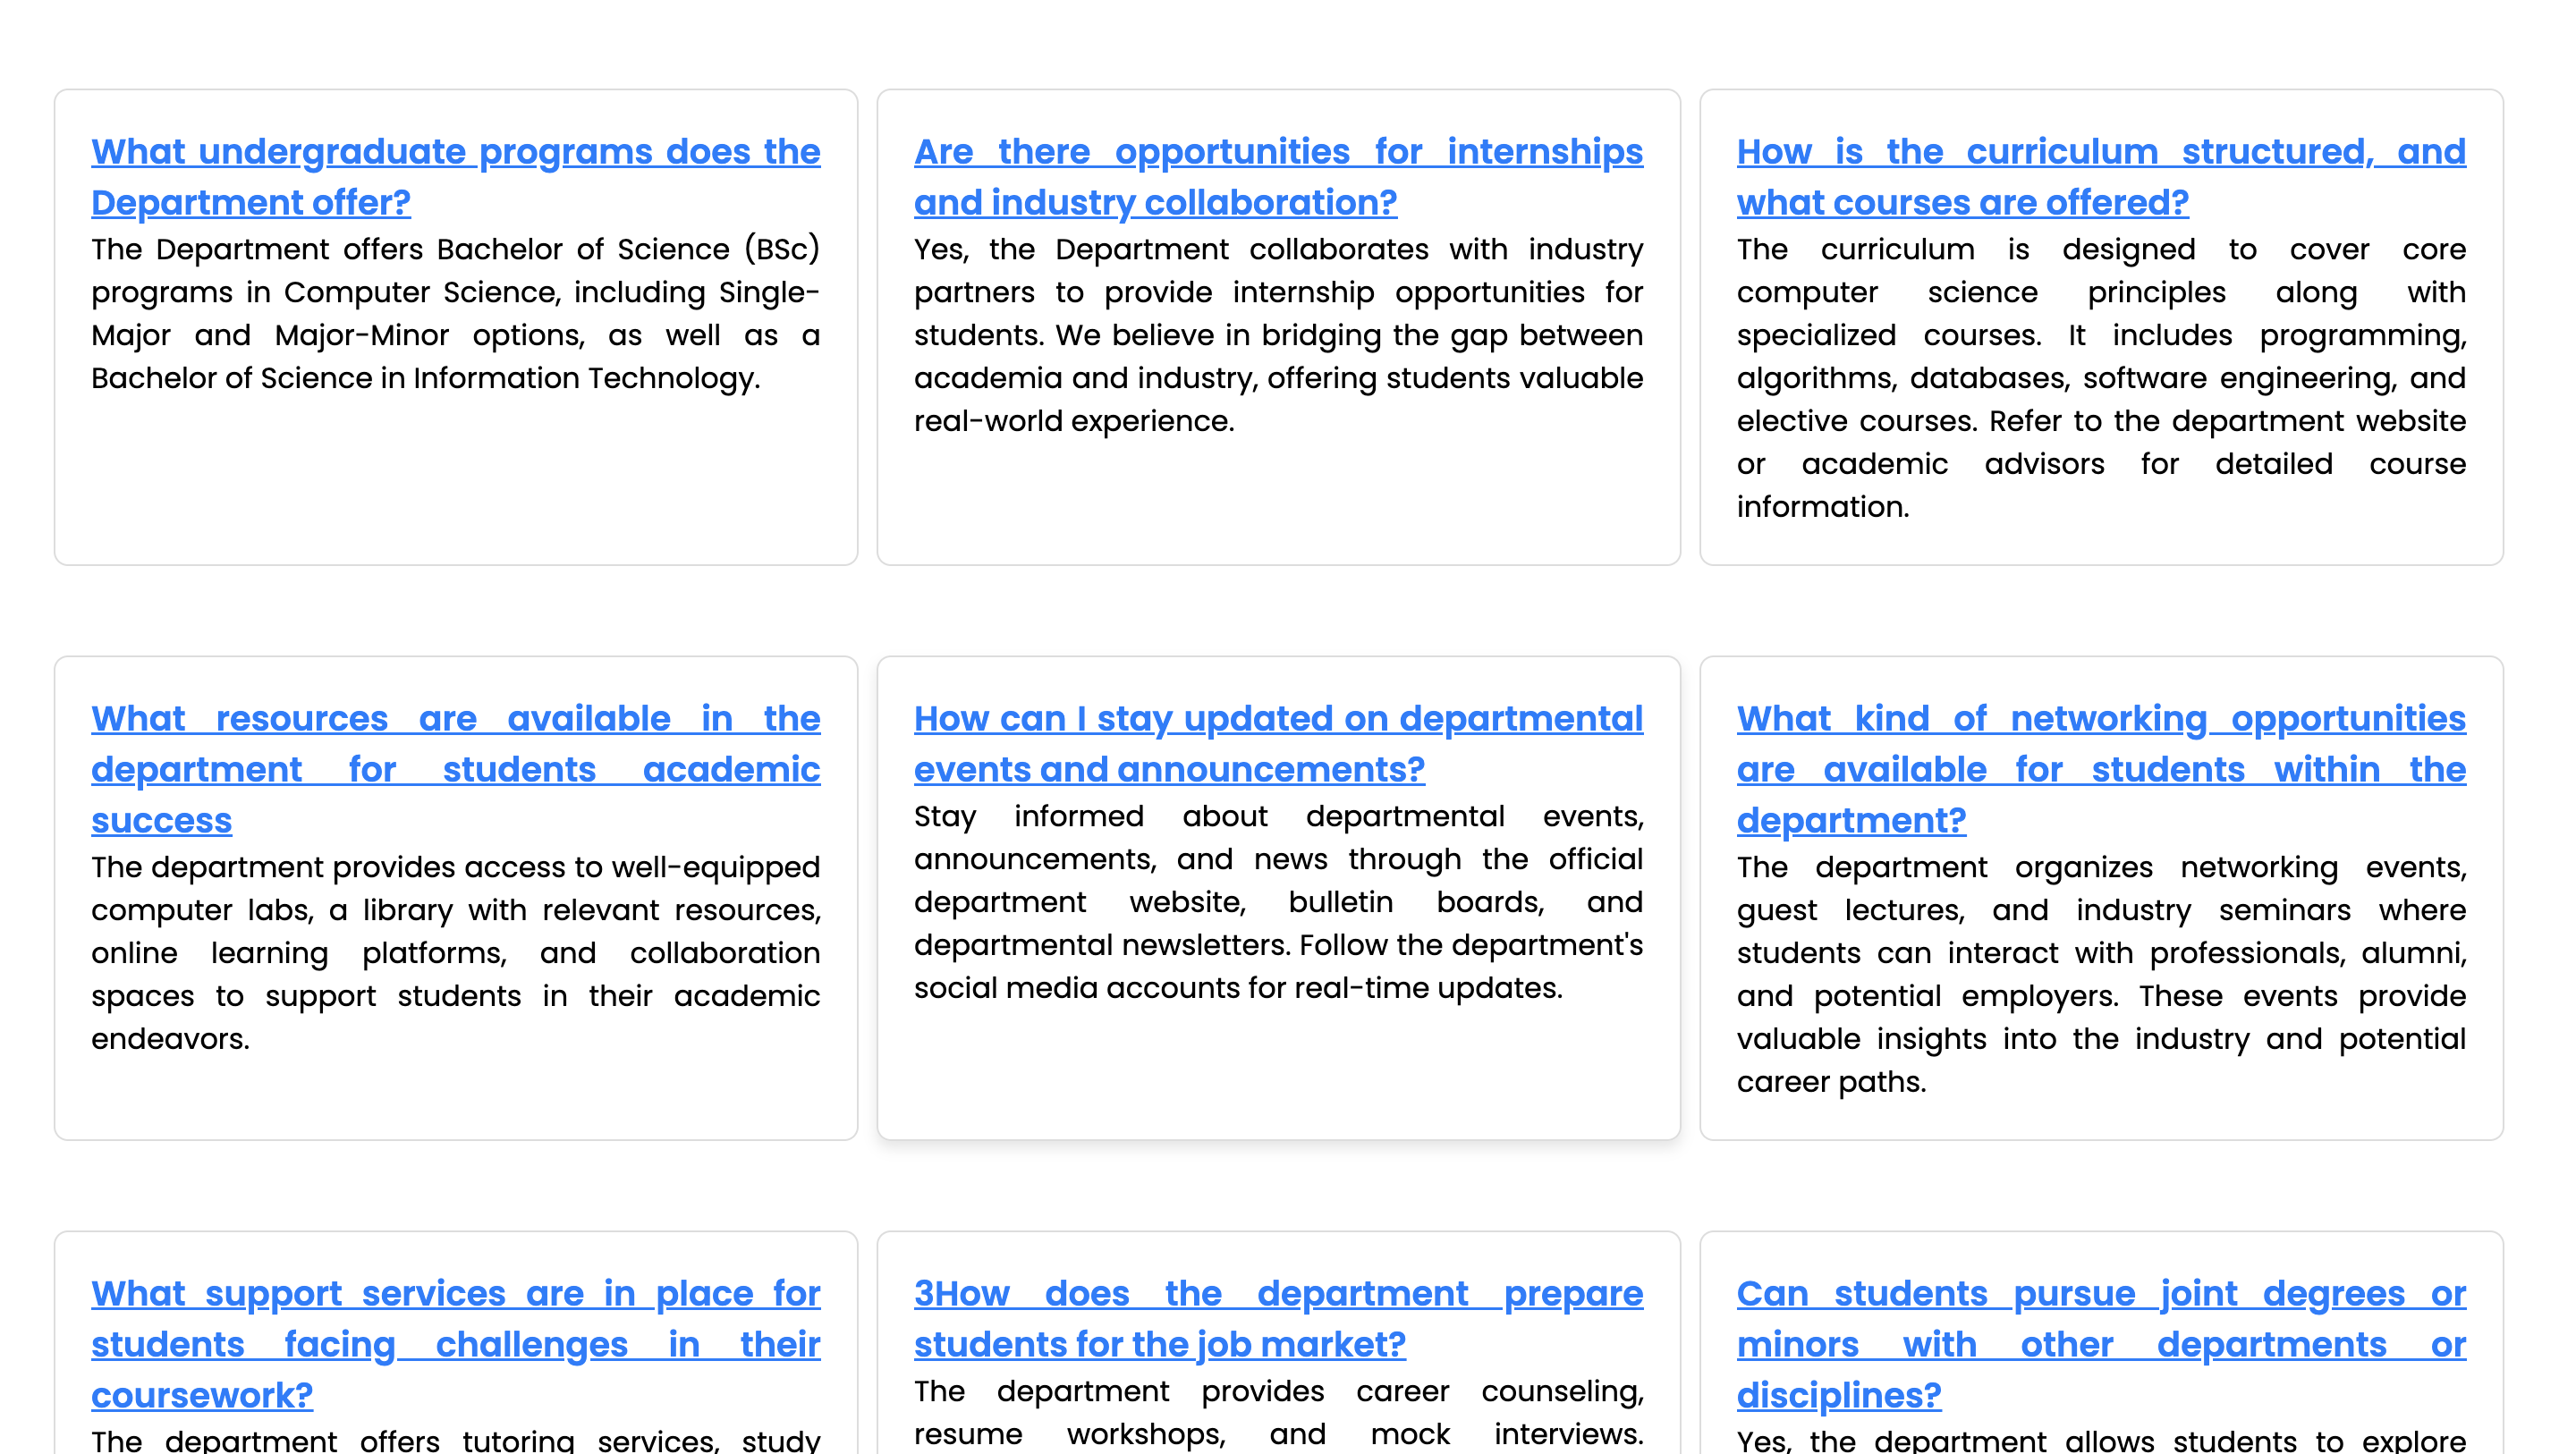 What undergraduate programs does the
Department offer?
The Department offers Bachelor of Science (BSc)
programs in Computer Science, including Single-
Major and Major-Minor options, as well as a
Bachelor of Science in Information Technology.
Are there opportunities for internships
and industry collaboration?
Yes, the Department collaborates with industry
partners to provide internship opportunities for
students. We believe in bridging the gap between
academia and industry, offering students valuable
real-world experience.
How is the curriculum structured, and
what courses are offered?
The curriculum is designed to cover core
computer science principles along with
specialized courses. It includes programming,
algorithms, databases, software engineering, and
elective courses. Refer to the department website
or academic advisors for detailed course
information.
What resources are available in the
department for students academic
success
The department provides access to well-equipped
computer labs, a library with relevant resources,
online learning platforms, and collaboration
spaces to support students in their academic
endeavors.
How can I stay updated on departmental
events and announcements?
Stay informed about departmental events,
announcements, and news through the official
department website, bulletin boards, and
departmental newsletters. Follow the department's
social media accounts for real-time updates.
What kind of networking opportunities
are available for students within the
department?
The department organizes networking events,
guest lectures, and industry seminars where
students can interact with professionals, alumni,
and potential employers. These events provide
valuable insights into the industry and potential
career paths.
What support services are in place for
students facing challenges in their
coursework?
The department offers tutoring services, study
3How does the department prepare
students for the job market?
The department provides career counseling,
resume workshops, and mock interviews.
Can students pursue joint degrees or
minors with other departments or
disciplines?
Yes, the department allows students to explore